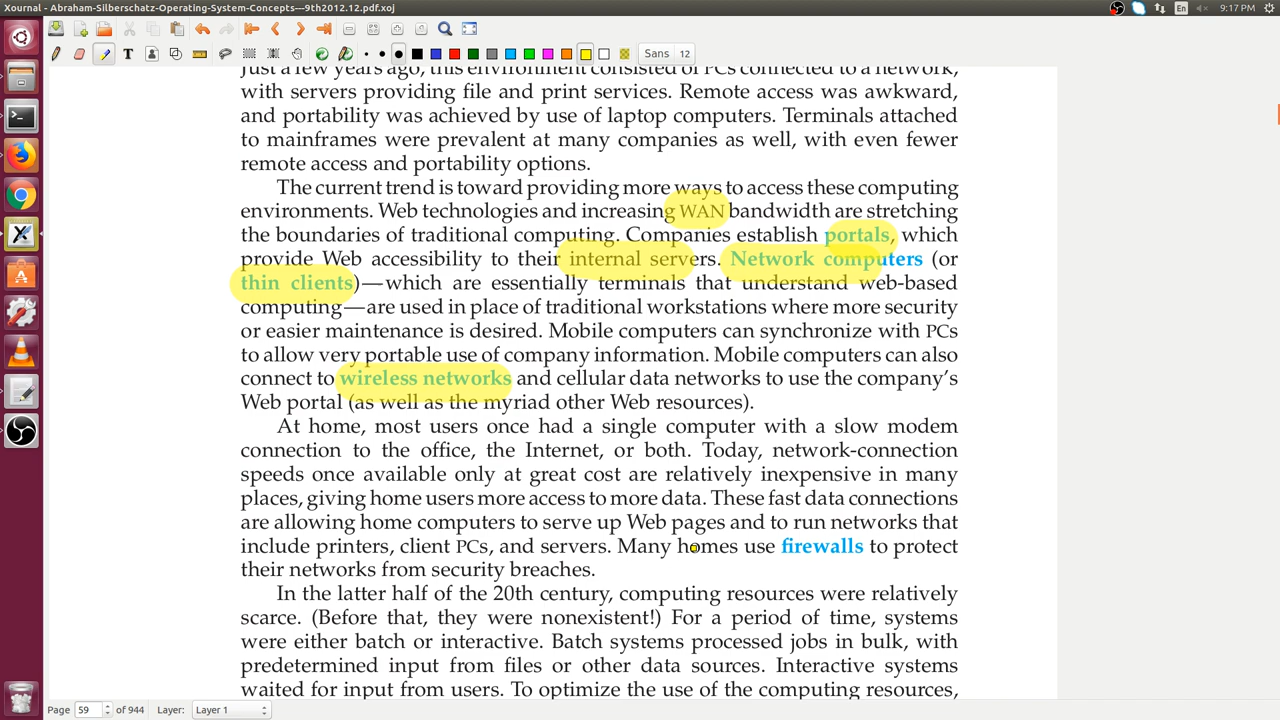 Xournal - Abraham-Silberschatz-Operating-System-Concepts---9th2012.12.pdf.xoj
En
9:17 PM
Sans 12
Just a few years ago, this environment consisted of PCs connected to a network,
with servers providing file and print services. Remote access was awkward,
and portability was achieved by use of laptop computers. Terminals attached
to mainframes were prevalent at many companies as well, with even fewer
remote access and portability options.
The current trend is toward providing more ways to access these computing
environments. Web technologies and increasing WAN bandwidth are stretching
the boundaries of traditional computing. Companies establish portals, which
provide Web accessibility to their internal servers. Network computers (or
thin clients)—which are essentially terminals that understand web-based
computing—are used in place of traditional workstations where more security
or easier maintenance is desired. Mobile computers can synchronize with PCs
to allow very portable use of company information. Mobile computers can also
connect to wireless networks and cellular data networks to use the company's
Web portal (as well as the myriad other Web resources).
At home, most users once had a single computer with a slow modem
connection to the office, the Internet, or both. Today, network-connection
speeds once available only at great cost are relatively inexpensive in many
places, giving home users more access to more data. These fast data connections
are allowing home computers to serve up Web pages and to run networks that
include printers, client PCs, and servers. Many homes use firewalls to protect
their networks from security breaches.
In the latter half of the 20th century, computing resources were relatively
scarce. (Before that, they were nonexistent!) For a period of time, systems
were either batch or interactive. Batch systems processed jobs in bulk, with
predetermined input from files or other data sources. Interactive systems
waited for input from users. To optimize the use of the computing resources,
Page 59 of 944 Layer: Layer 1